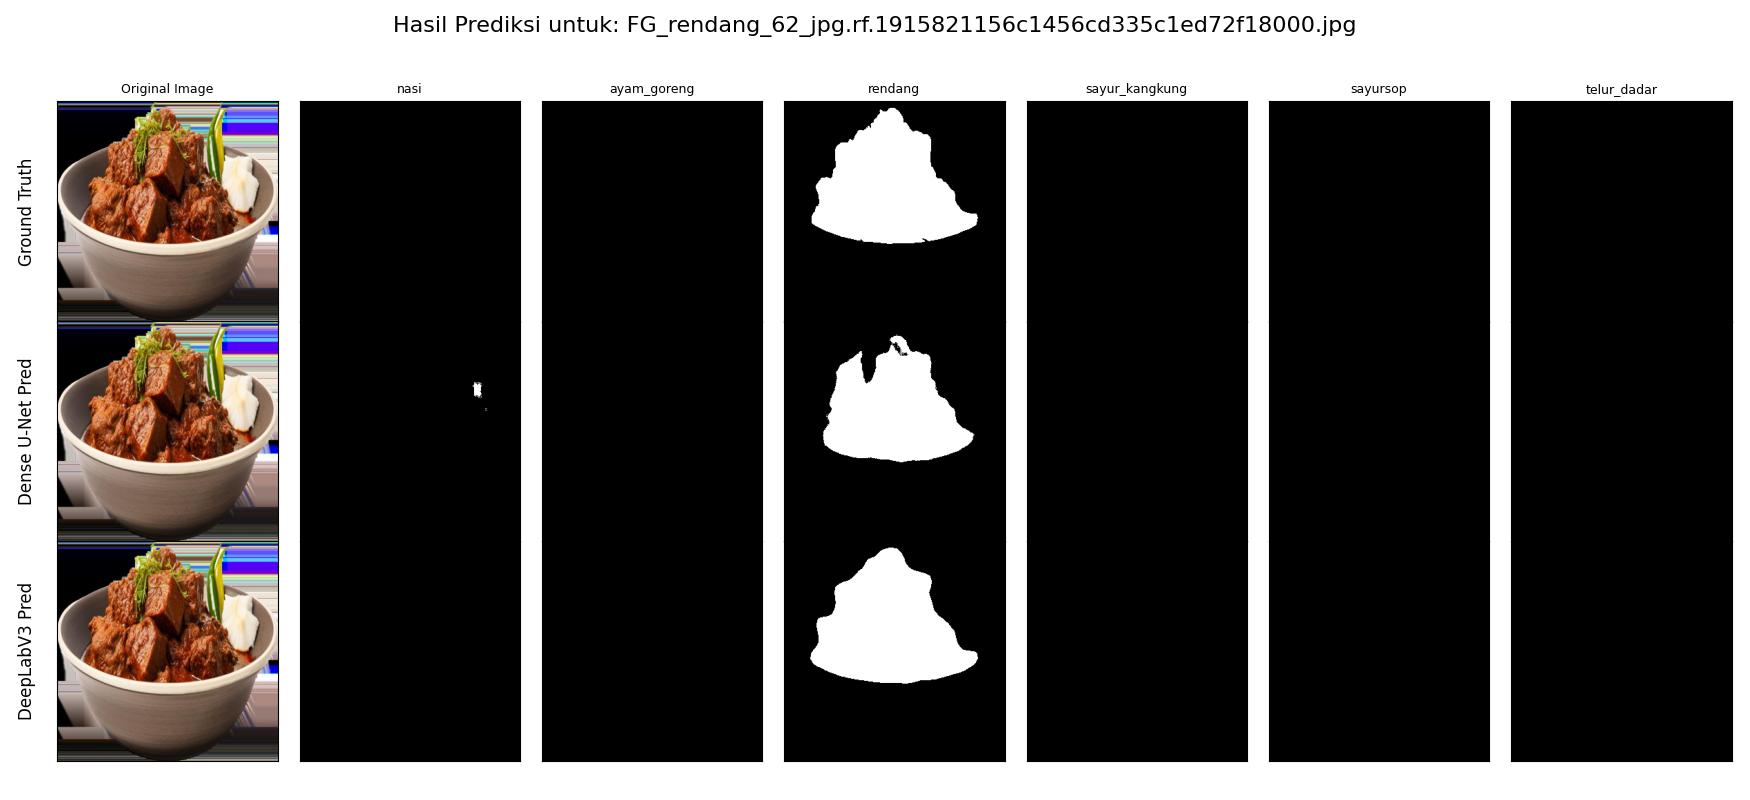 Hasil Prediksi untuk: FG_rendang_62_jpg.rf.1915821156c1456cd335c1ed72f18000.jpg
Original Image
nasi
ayam_goreng
rendang
sayur_kangkung
sayursop
telur_dadar
Ground Truth
Dense U-Net Pred
DeepLabV3 Pred